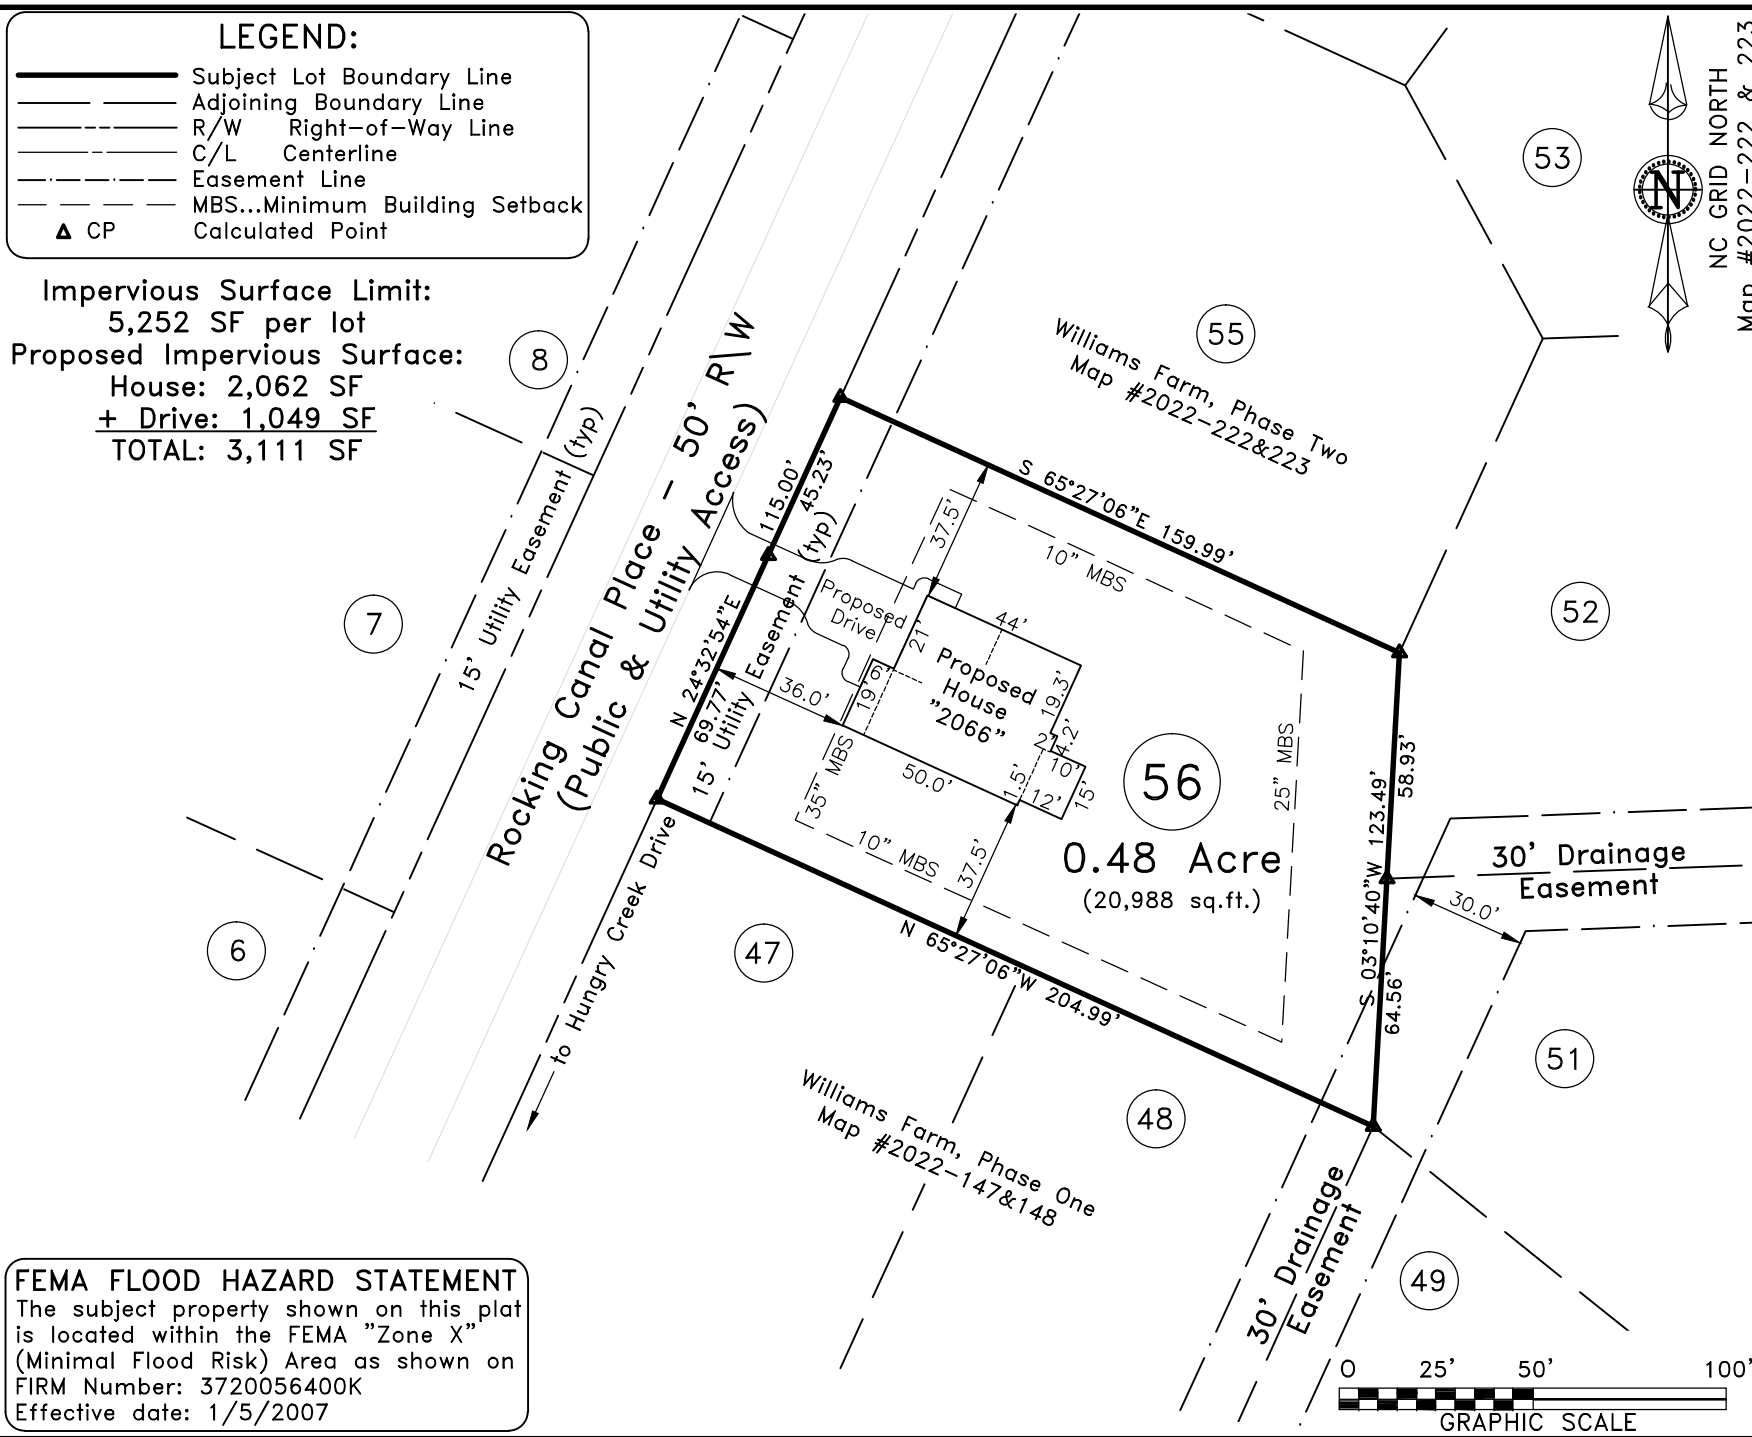 LEGEND:
Subject Lot Boundary Line
Adjoining Boundary Line
R/W Right-of-Way Line
C/L Centerline
Easement Line
MBS...Minimum Building Setback
CP Calculated Point
Impervious Surface Limit:
5,252 SF per lot
Proposed Impervious Surface:
House: 2,062 SF
+ Drive: 1,049 SF
TOTAL: 3,111 SF
NC GRID NORTH
Map #2022-222 & 223
N
53
55
8
Williams Farm, Phase Two
Map #2022-222&223
52
7
15' Utility Easement (typ)
Rocking Canal Place - 50' R\W
(Public & Utility Access)
115.00'
45.23'
S 65°27'06"E 159.99'
37.5'
10" MBS
N 24°32'54"E
69.77'
15' Utility Easement (typ)
Proposed
Drive
36.0'
21'
44'
6'
19'
Proposed
House
"2066"
19.3'
2'
4.2'
10'
15'
12'
1.5'
50.0'
35" MBS
10" MBS
37.5'
25" MBS
56
0.48 Acre
(20,988 sq.ft.)
58.93'
S 03°10'40"W 123.49'
64.56'
30' Drainage
Easement
30.0'
N 65°27'06"W 204.99'
to Hungry Creek Drive
6
47
48
51
49
Williams Farm, Phase One
Map #2022-147&148
30' Drainage
Easement
FEMA FLOOD HAZARD STATEMENT
The subject property shown on this plat
is located within the FEMA "Zone X"
(Minimal Flood Risk) Area as shown on
FIRM Number: 3720056400K
Effective date: 1/5/2007
0 25' 50' 100'
GRAPHIC SCALE